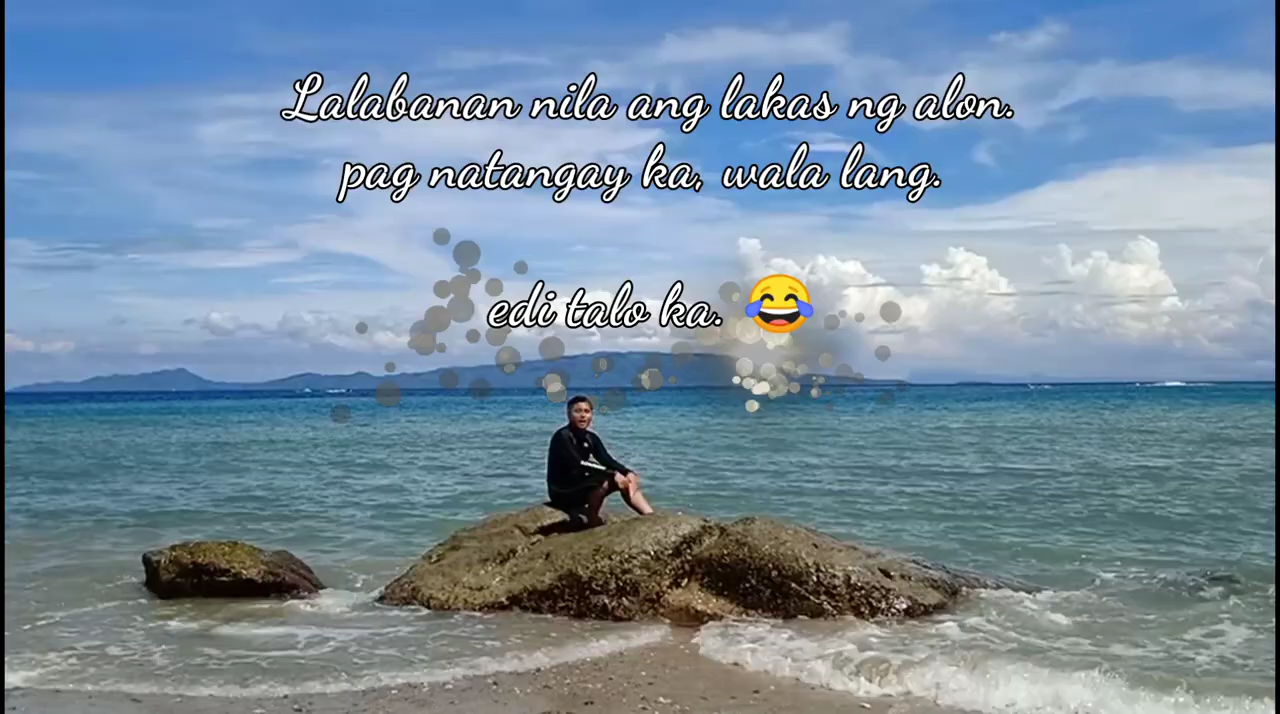 Lalabanan nila ang lakas ng alon.
pag natangay ka, wala lang.
edi talo ka. 😂